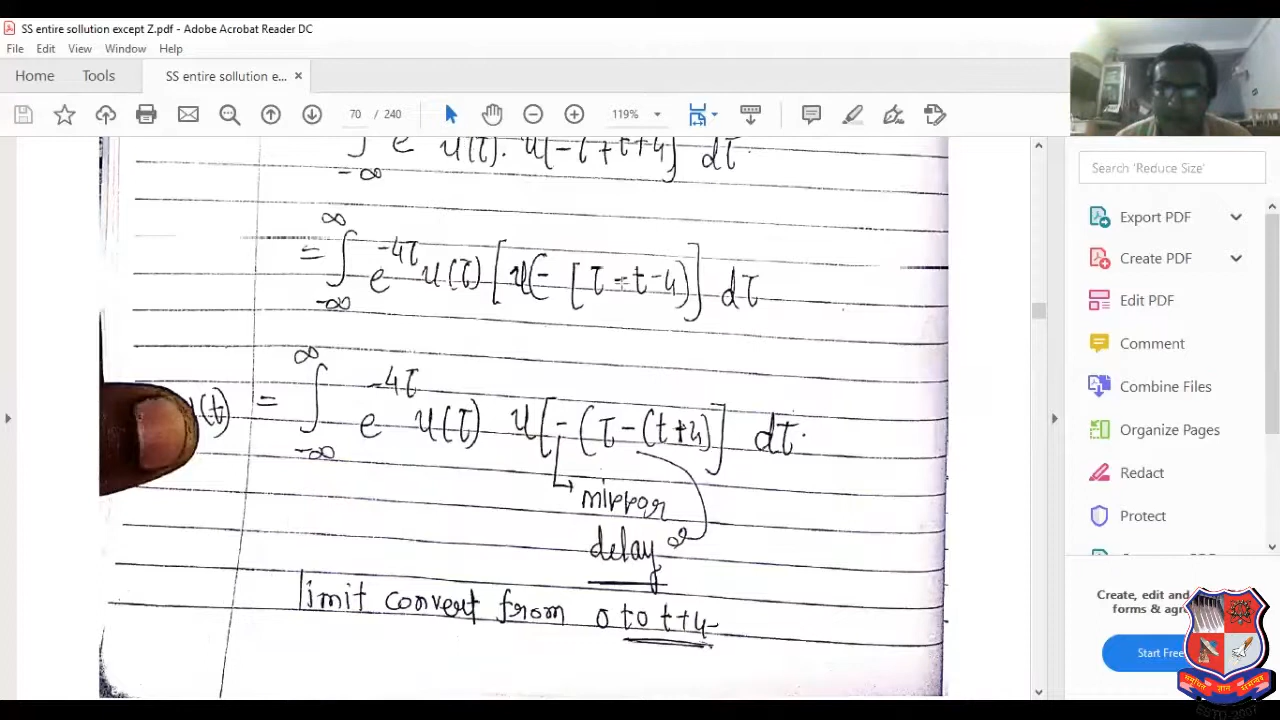 SS entire sollution except Z.pdf - Adobe Acrobat Reader DC
File Edit View Window Help
Home Tools SS entire sollution e... ×
70 / 240 119%
Search 'Reduce Size'
-∞ e u(τ). u[-τ+t+4] dτ
= ∫ ∞ -∞ e^-4τ u(τ) [u(- [τ-t-4)] dτ
(t) = ∫ ∞ -∞ e^-4τ u(τ) u[-(τ-(t+4)] dτ.
mirror
delay
limit convert from 0 to t+4-
Export PDF
Create PDF
Edit PDF
Comment
Combine Files
Organize Pages
Redact
Protect
Create, edit and
forms & agre
Start Free